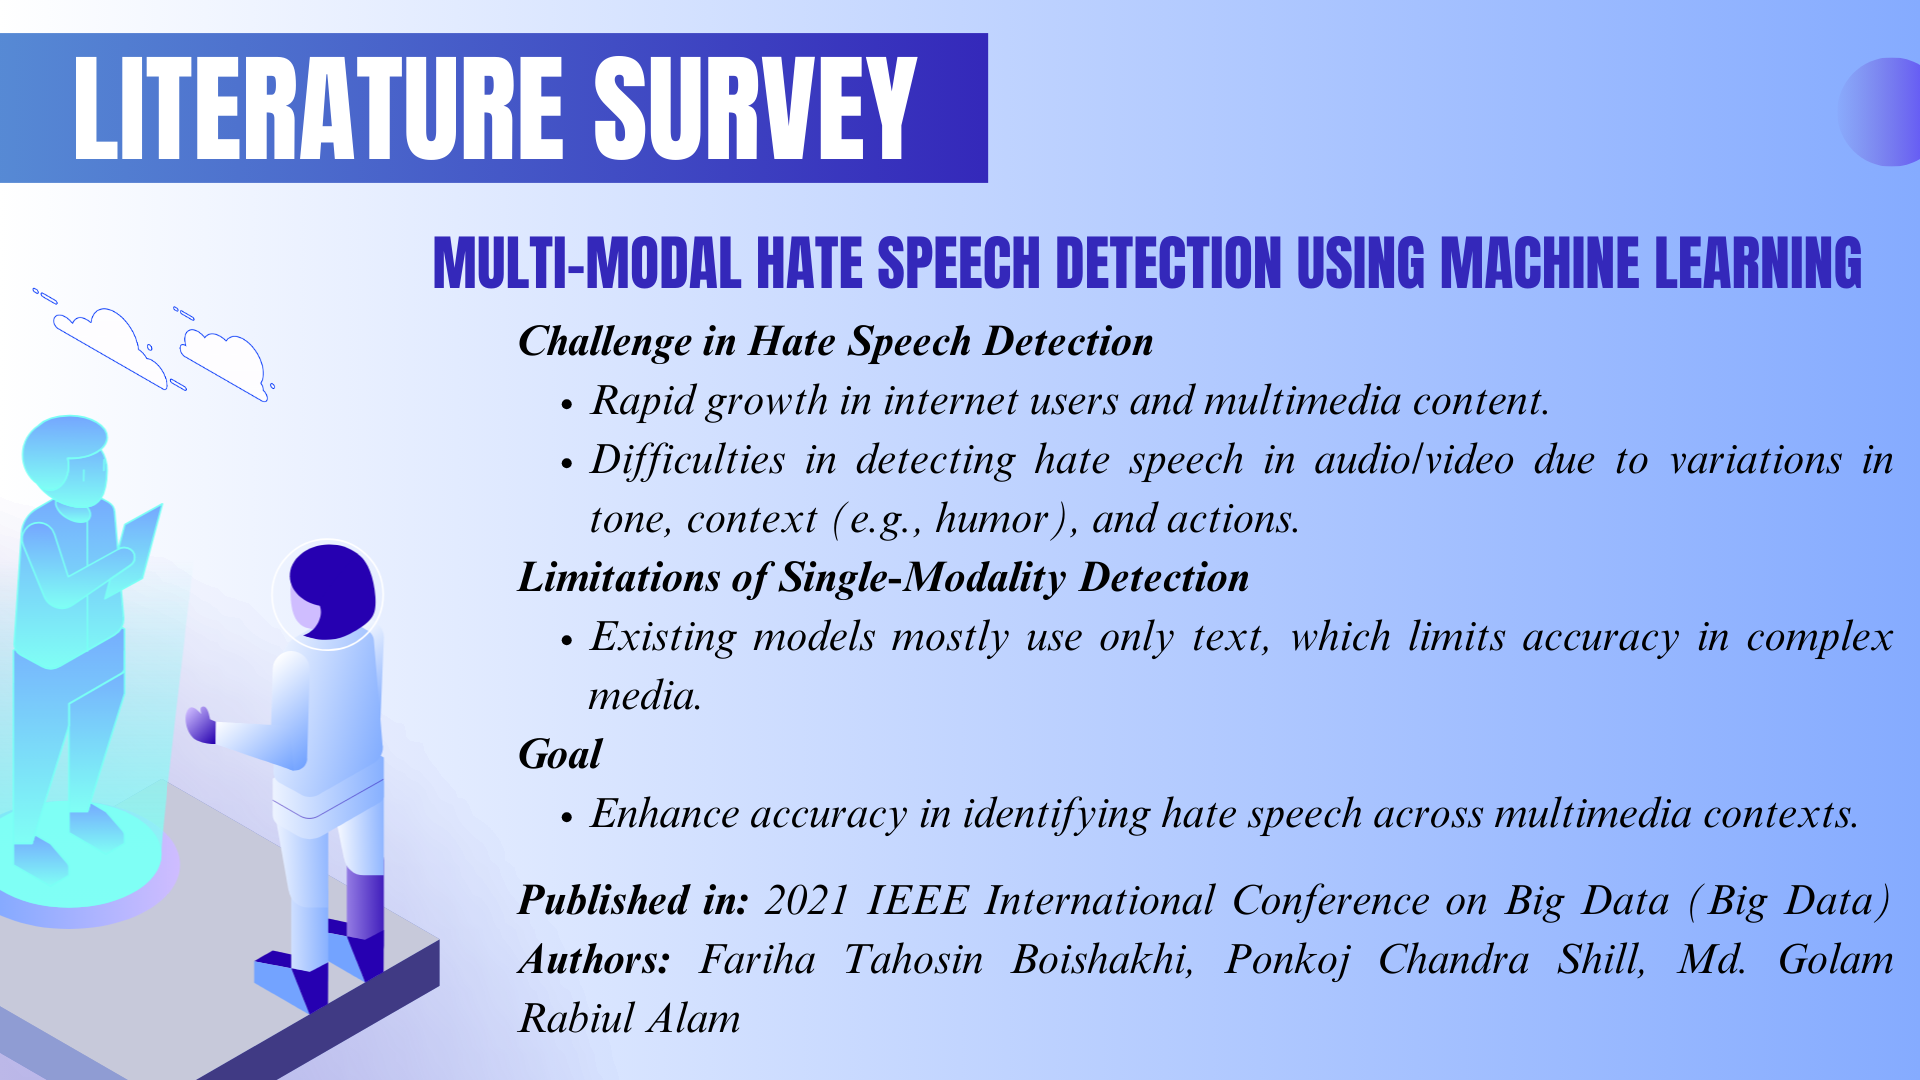 LITERATURE SURVEY
MULTI-MODAL HATE SPEECH DETECTION USING MACHINE LEARNING
Challenge in Hate Speech Detection
• Rapid growth in internet users and multimedia content.
• Difficulties in detecting hate speech in audio/video due to variations in
tone, context (e.g., humor), and actions.
Limitations of Single-Modality Detection
• Existing models mostly use only text, which limits accuracy in complex
media.
Goal
• Enhance accuracy in identifying hate speech across multimedia contexts.
Published in: 2021 IEEE International Conference on Big Data (Big Data)
Authors: Fariha Tahosin Boishakhi, Ponkoj Chandra Shill, Md. Golam
Rabiul Alam